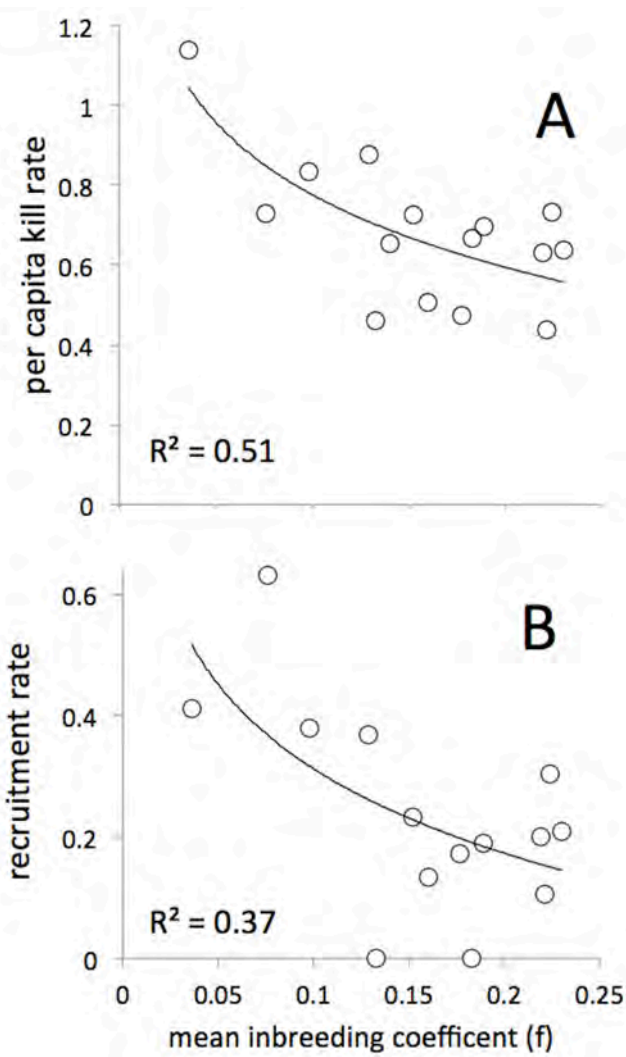 1.2
1
0.8
0.6
0.4
0.2
0
per capita kill rate
A
R² = 0.51
0.6
0.4
0.2
0
recruitment rate
B
R² = 0.37
0 0.05 0.1 0.15 0.2 0.25
mean inbreeding coefficent (f)